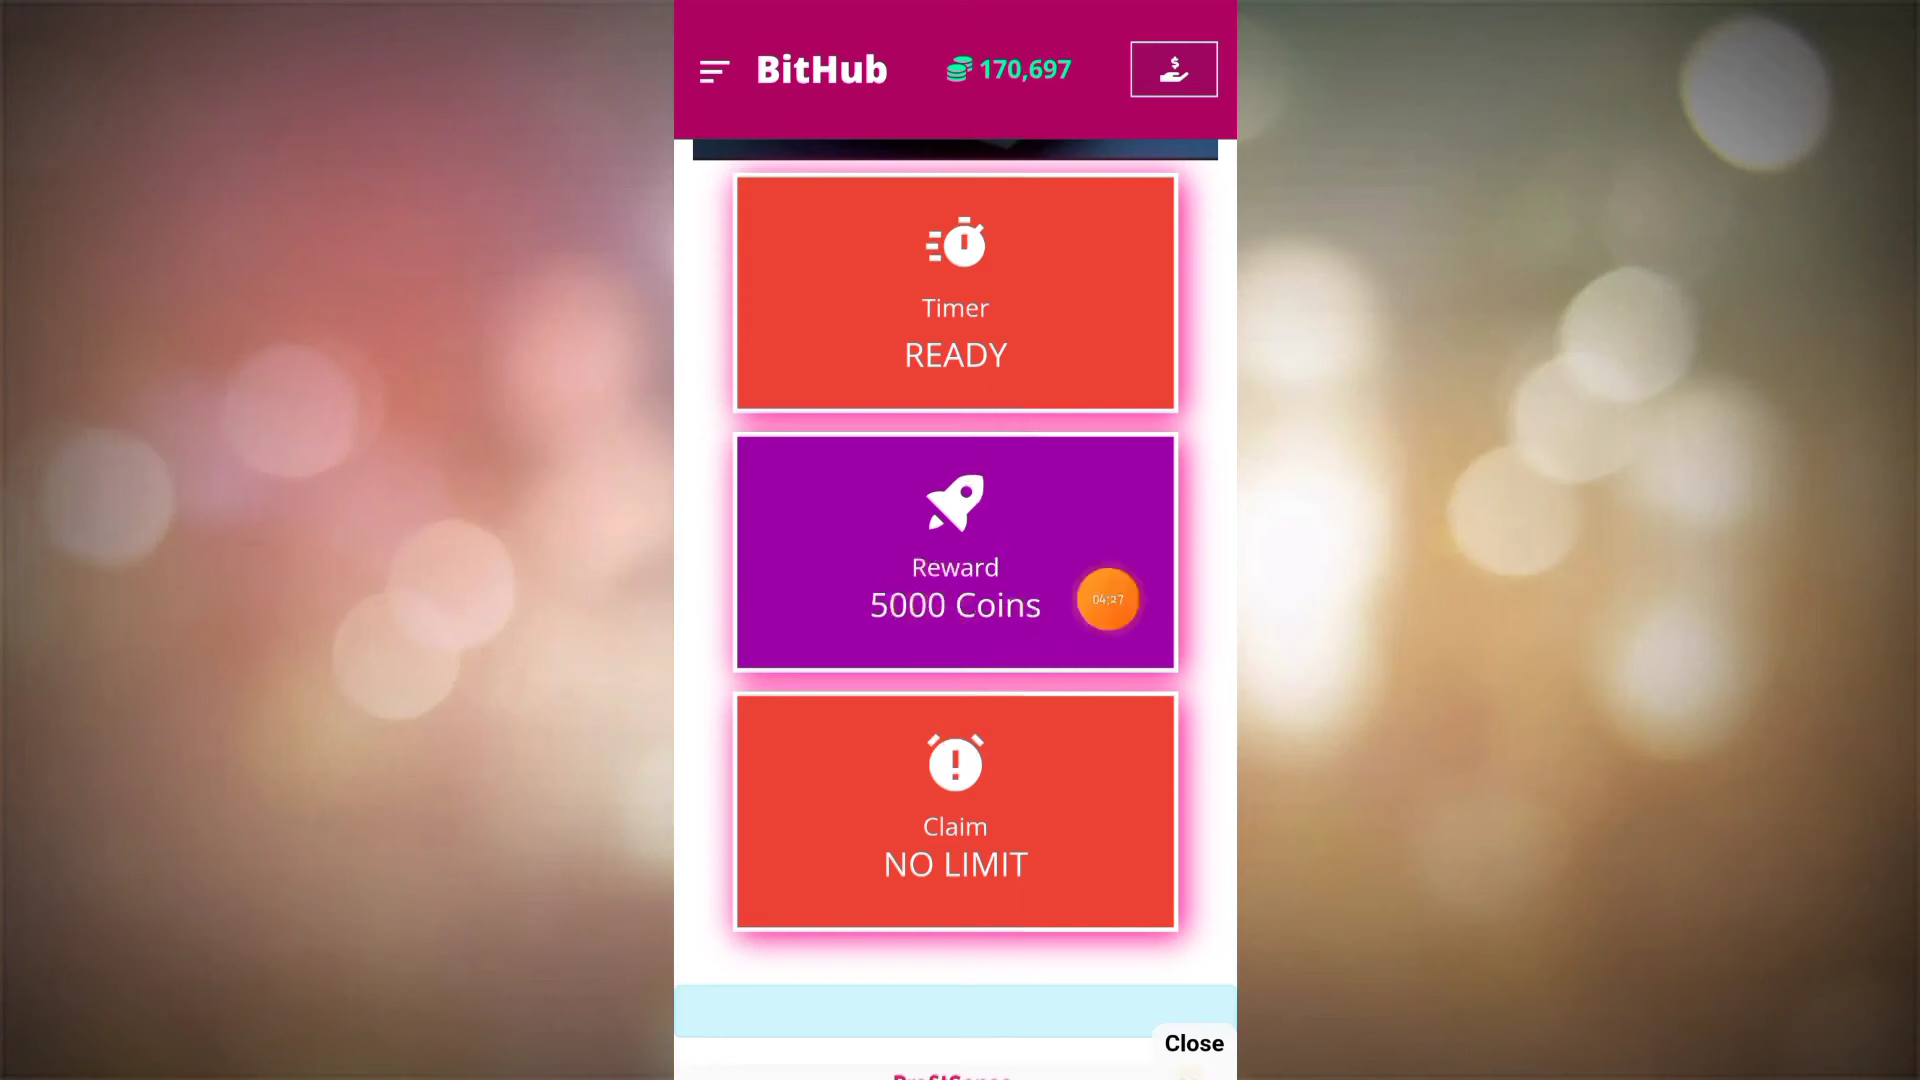 BitHub
170,697
Timer
READY
Reward
5000 Coins
04:27
Claim
NO LIMIT
Close